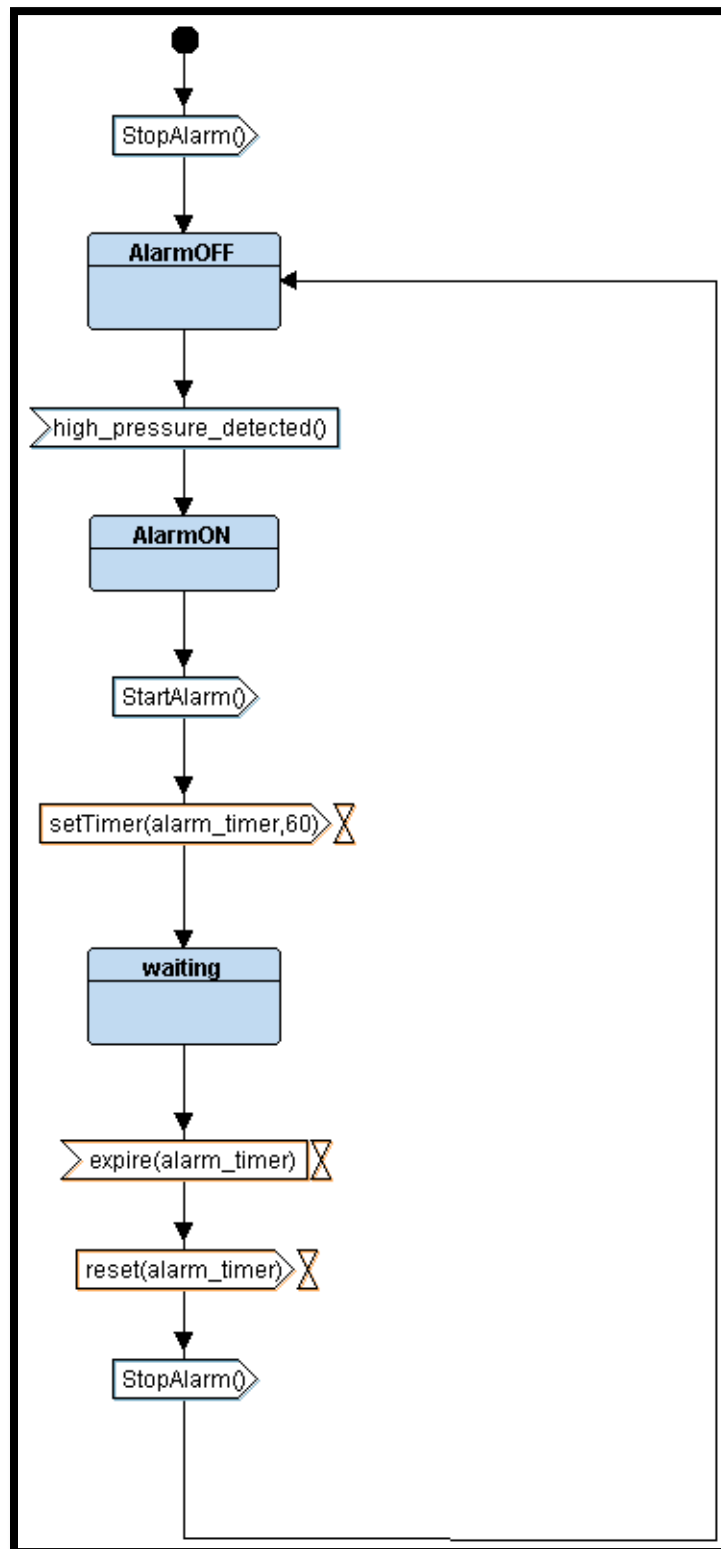 StopAlarm()
AlarmOFF
high_pressure_detected()
AlarmON
StartAlarm()
setTimer(alarm_timer,60)
waiting
expire(alarm_timer)
reset(alarm_timer)
StopAlarm()